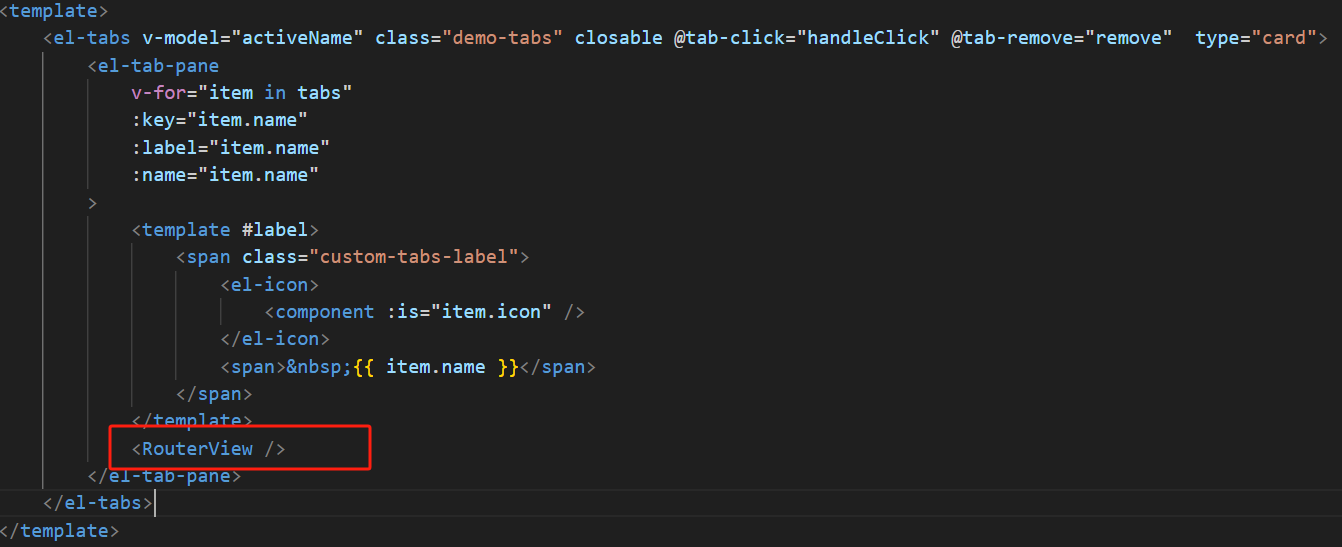 <template>
<el-tabs v-model="activeName" class="demo-tabs" closable @tab-click="handleClick" @tab-remove="remove"  type="card">
<el-tab-pane
v-for="item in tabs"
:key="item.name"
:label="item.name"
:name="item.name"
>
<template #label>
<span class="custom-tabs-label">
<el-icon>
<component :is="item.icon" />
</el-icon>
<span>&nbsp;{{ item.name }}</span>
</span>
</template>
<RouterView />
</el-tab-pane>
</el-tabs>
</template>